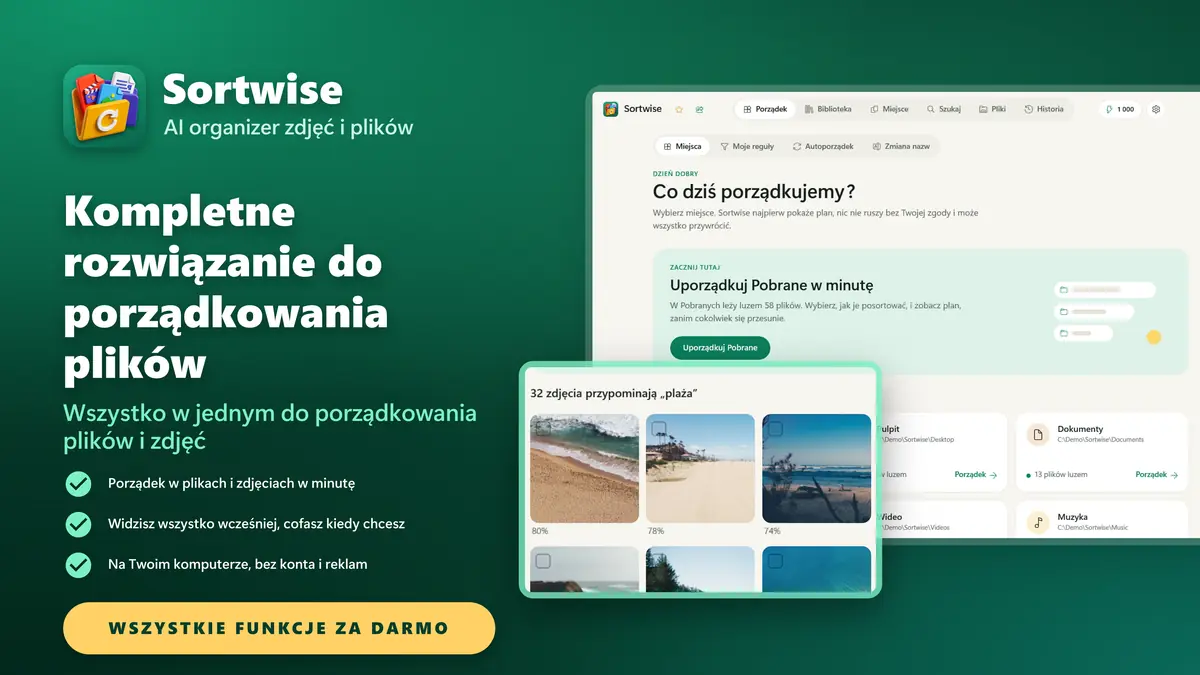 Sortwise
AI organizer zdjęć i plików
Kompletne
rozwiązanie do
porządkowania
plików
Wszystko w jednym do porządkowania
plików i zdjęć
Porządek w plikach i zdjęciach w minutę
Widzisz wszystko wcześniej, cofasz kiedy chcesz
Na Twoim komputerze, bez konta i reklam
WSZYSTKIE FUNKCJE ZA DARMO
Sortwise
Porządek
Biblioteka
Miejsce
Szukaj
Pliki
Historia
1 000
Miejsca
Moje reguły
Autoporządek
Zmiana nazw
DZIEŃ DOBRY
Co dziś porządkujemy?
Wybierz miejsce. Sortwise najpierw pokaże plan, nic nie ruszy bez Twojej zgody i może
wszystko przywrócić.
ZACZNIJ TUTAJ
Uporządkuj Pobrane w minutę
W Pobranych leży luzem 58 plików. Wybierz, jak je posortować, i zobacz plan,
zanim cokolwiek się przesunie.
Uporządkuj Pobrane
32 zdjęcia przypominają „plaża”
80%
78%
74%
ulpit
C:\Demo\Sortwise\Desktop
w luzem
Porządek
Dokumenty
C:\Demo\Sortwise\Documents
13 plików luzem
Porządek
Wideo
C:\Demo\Sortwise\Videos
Muzyka
C:\Demo\Sortwise\Music